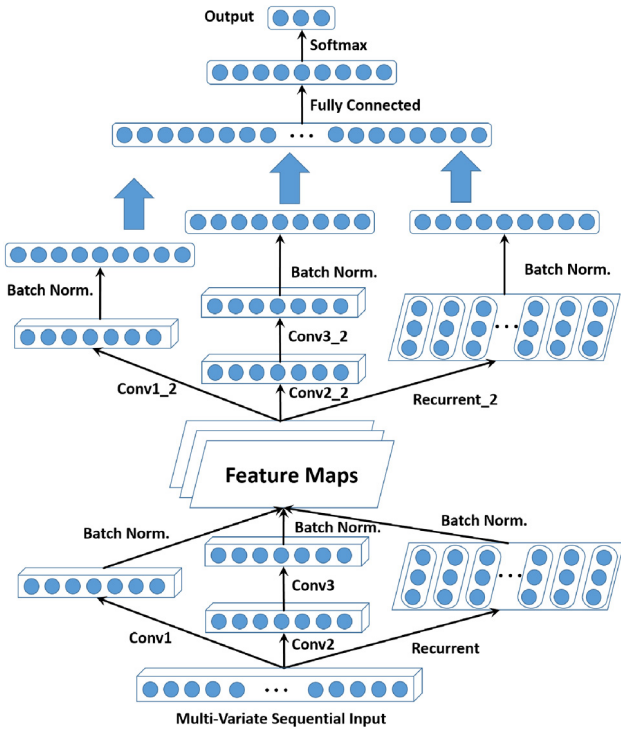 Output
Softmax
Fully Connected
Batch Norm.
Batch Norm.
Batch Norm.
Conv3_2
Conv1_2
Conv2_2
Recurrent_2
Feature Maps
Batch Norm.
Batch Norm.
Batch Norm.
Conv3
Conv1
Conv2
Recurrent
Multi-Variate Sequential Input